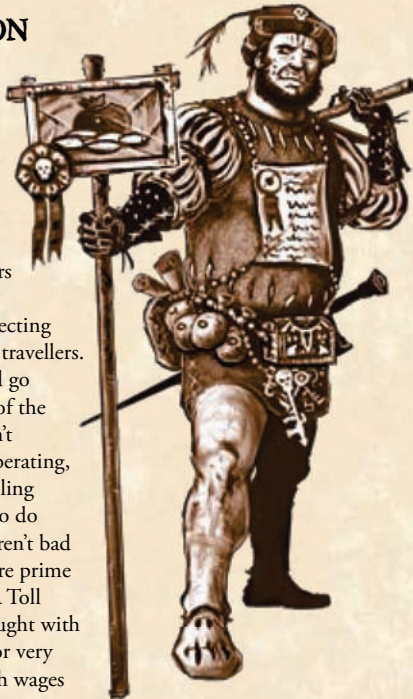 ON
rs
ecting
travellers.
l go
of the
n't
perating,
ling
o do
ren't bad
re prime
A Toll
ught with
or very
h wages